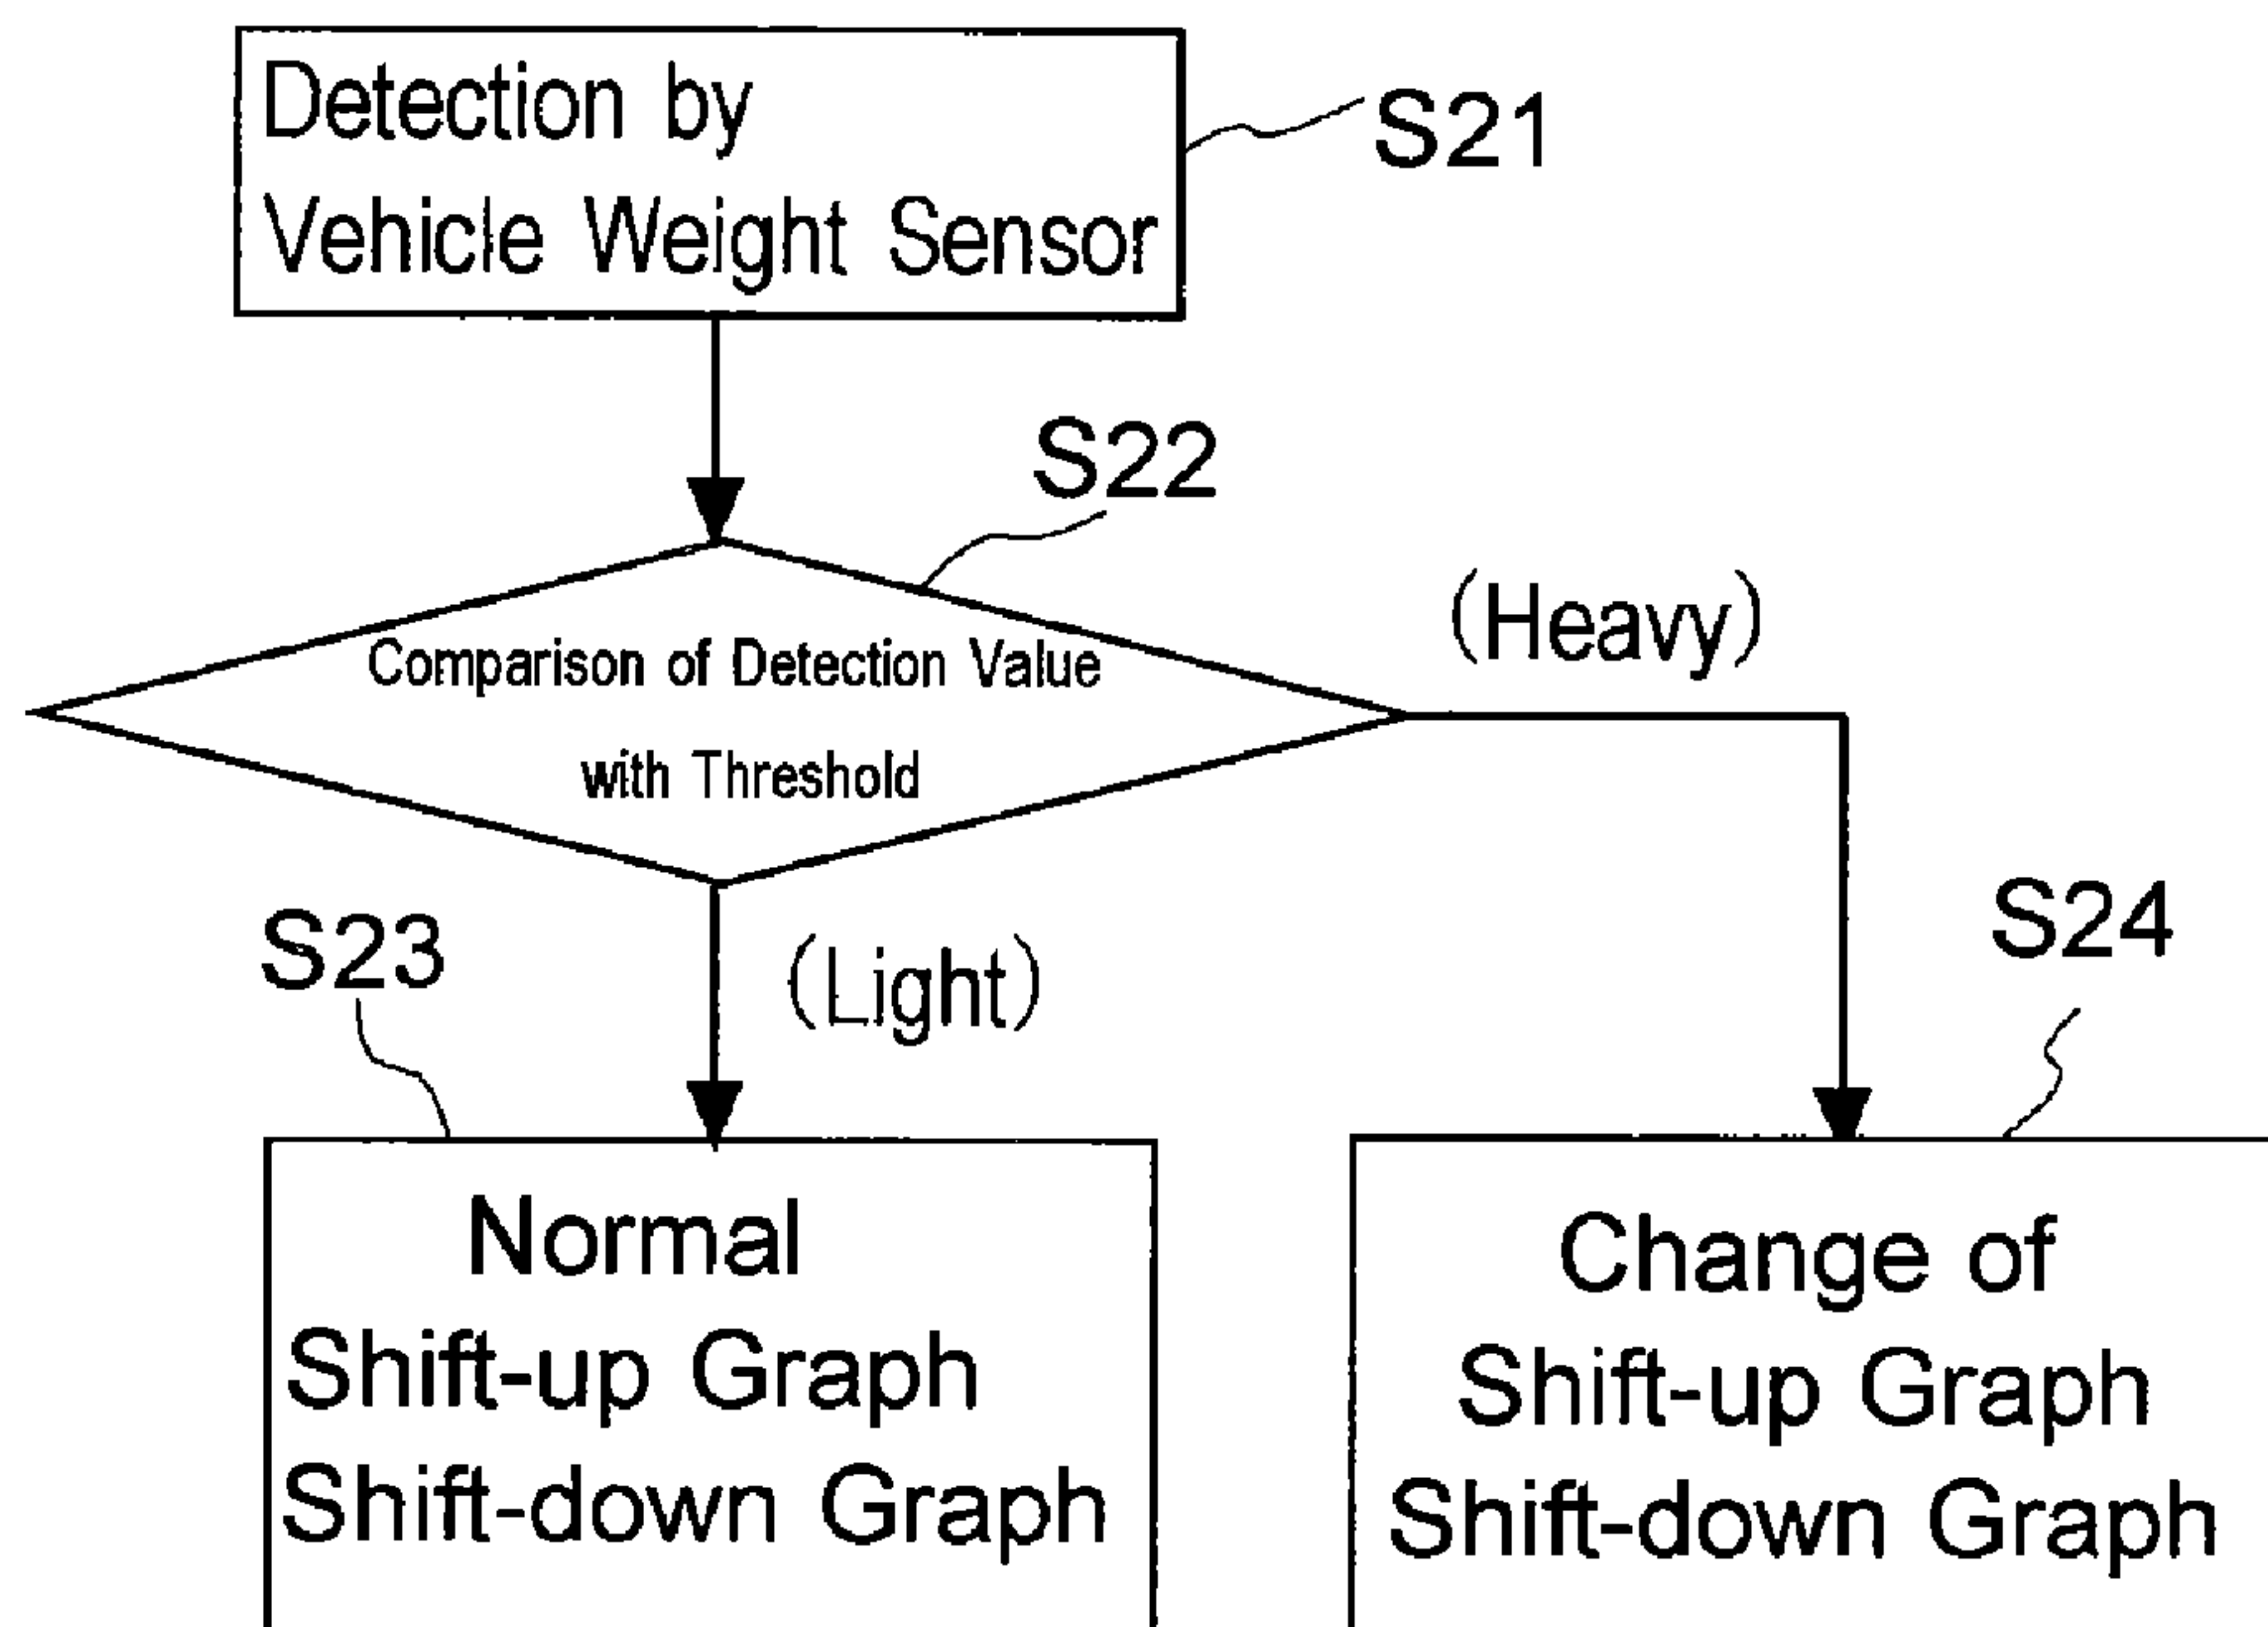 Detection by
Vehicle Weight Sensor
S21
S22
Comparison of Detection Value
with Threshold
(Heavy)
(Light)
S23
S24
Normal
Shift-up Graph
Shift-down Graph
Change of
Shift-up Graph
Shift-down Graph